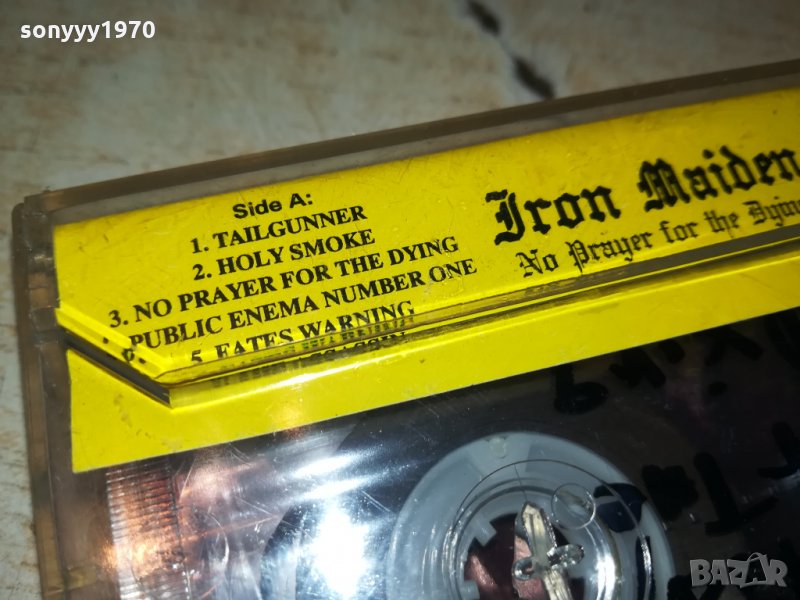 sonyyy1970
Side A:
1. TAILGUNNER
2. HOLY SMOKE
3. NO PRAYER FOR THE DYING
PUBLIC ENEMA NUMBER ONE
5. FATES WARNING
Iron Maiden
No Prayer for the Dying
BAZAR